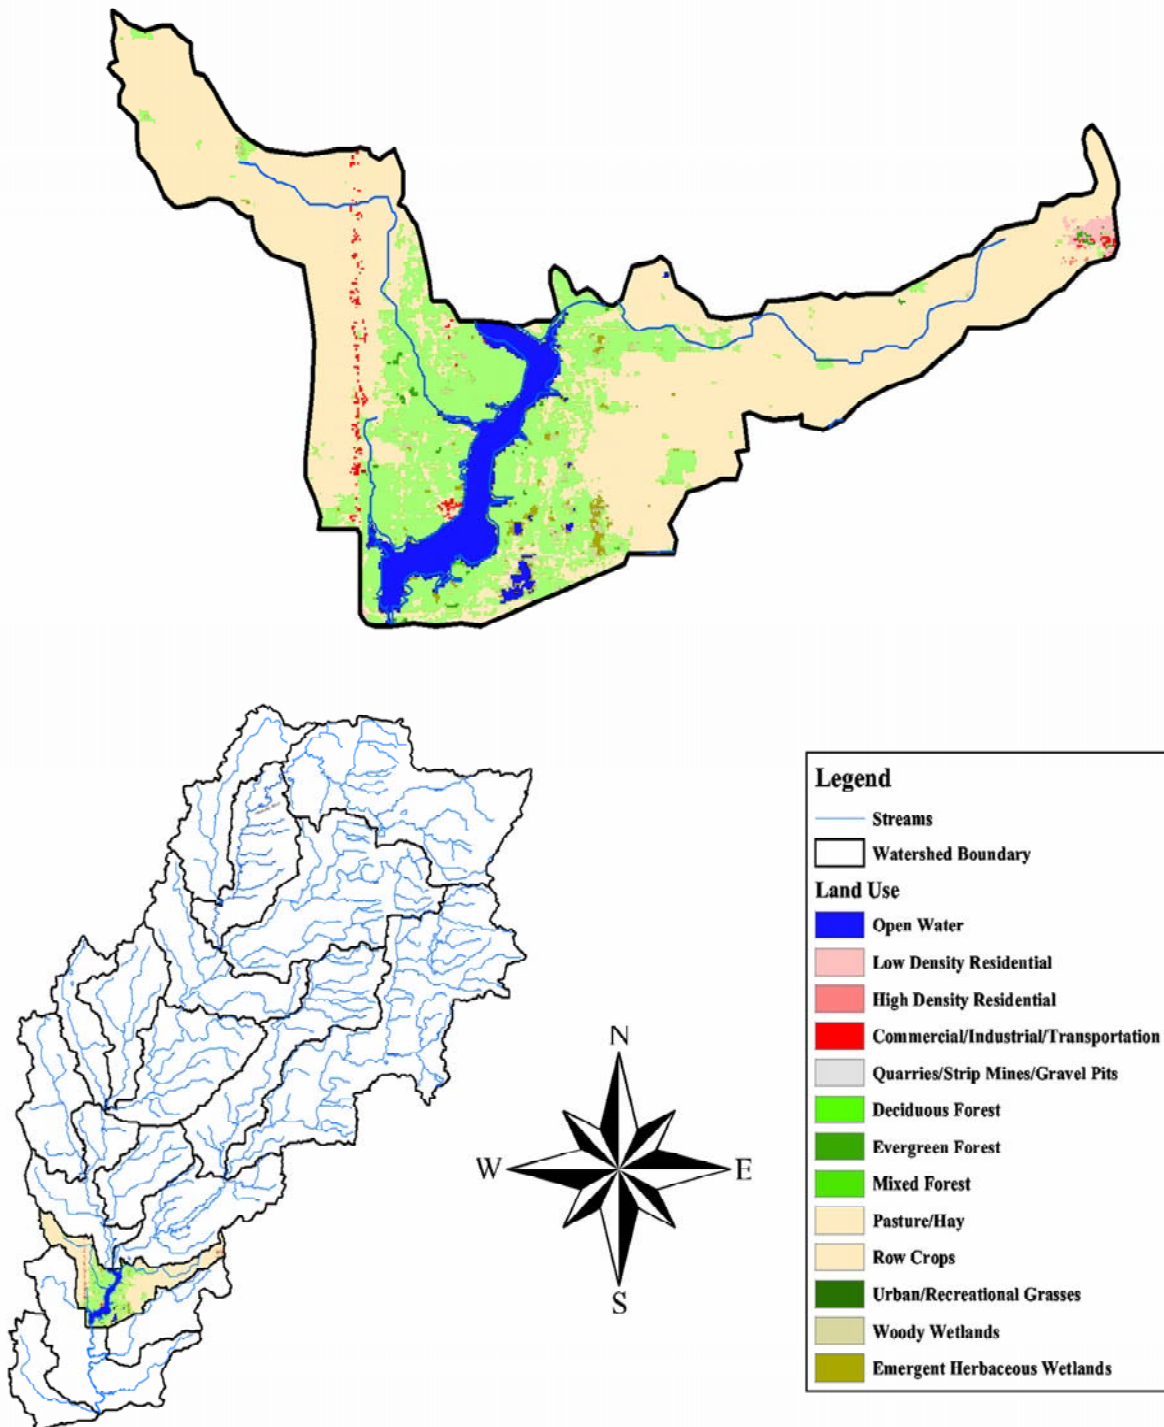 Legend
Streams
Watershed Boundary
Land Use
Open Water
Low Density Residential
High Density Residential
Commercial/Industrial/Transportation
Quarries/Strip Mines/Gravel Pits
Deciduous Forest
Evergreen Forest
Mixed Forest
Pasture/Hay
Row Crops
Urban/Recreational Grasses
Woody Wetlands
Emergent Herbaceous Wetlands
N
W
E
S